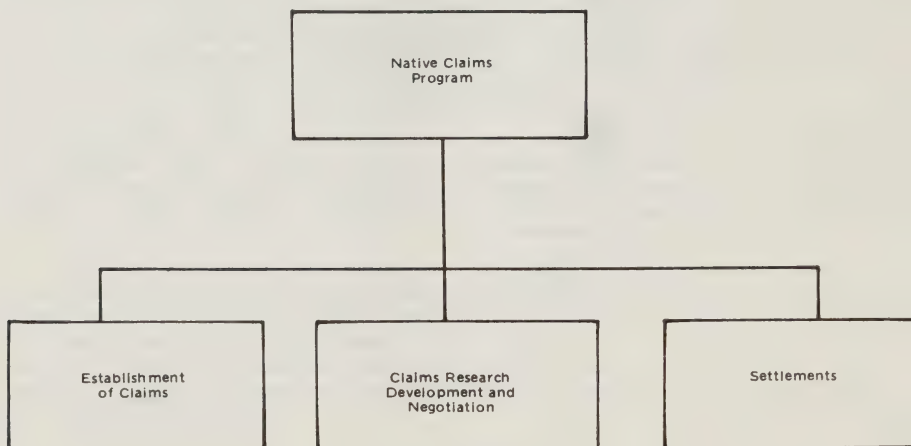 Native Claims
Program
Establishment
of Claims
Claims Research
Development and
Negotiation
Settlements